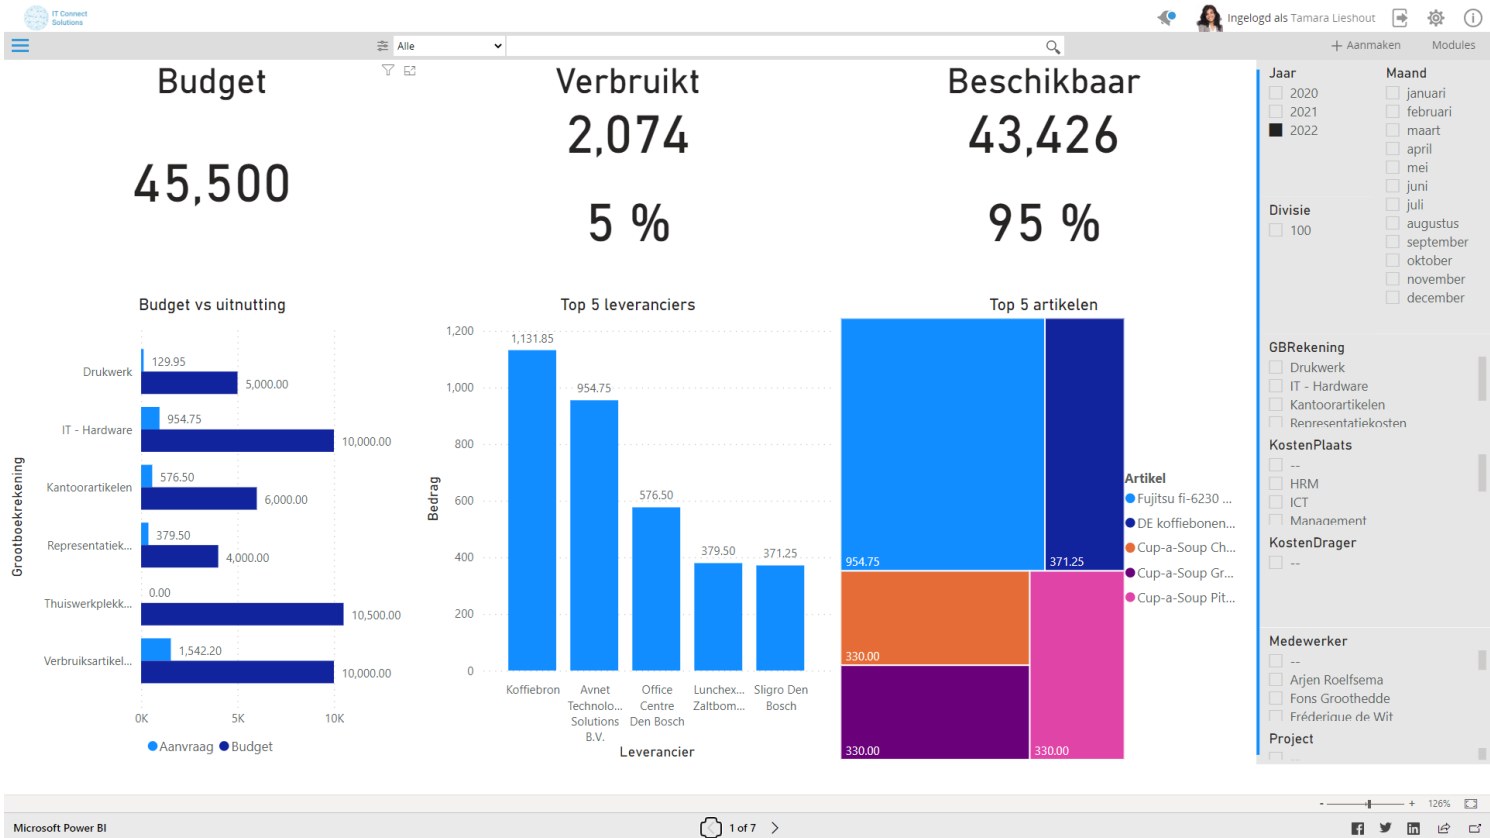 IT Connect
Solutions
Ingelogd als Tamara Lieshout
Alle
Aanmaken
Modules
Budget
45,500
Verbruikt
2,074
5 %
Beschikbaar
43,426
95 %
Budget vs uitnutting
Grootboekrekening
Drukwerk
129.95
5,000.00
IT - Hardware
954.75
10,000.00
Kantoorartikelen
576.50
6,000.00
Representatiek...
379.50
4,000.00
Thuiswerkplekk...
0.00
10,500.00
Verbruiksartikel...
1,542.20
10,000.00
0K 5K 10K
Aanvraag Budget
Top 5 leveranciers
Bedrag
1,200
1,000
800
600
400
200
0
1,131.85
954.75
576.50
379.50
371.25
Koffiebron
Avnet
Technolo...
Solutions
B.V.
Office
Centre
Den Bosch
Lunchex...
Zaltbom...
Sligro Den
Bosch
Leverancier
Top 5 artikelen
954.75
371.25
330.00
330.00
330.00
Artikel
Fujitsu fi-6230 ...
DE koffiebonen...
Cup-a-Soup Ch...
Cup-a-Soup Gr...
Cup-a-Soup Pit...
Jaar
2020
2021
2022
Maand
januari
februari
maart
april
mei
juni
juli
augustus
september
oktober
november
december
Divisie
100
GBRekening
Drukwerk
IT - Hardware
Kantoorartikelen
Representatiekosten
KostenPlaats
--
HRM
ICT
Management
KostenDrager
--
Medewerker
--
Arjen Roelfsema
Fons Groothedde
Fréderique de Wit
Project
--
- + 126%
Microsoft Power BI
1 of 7